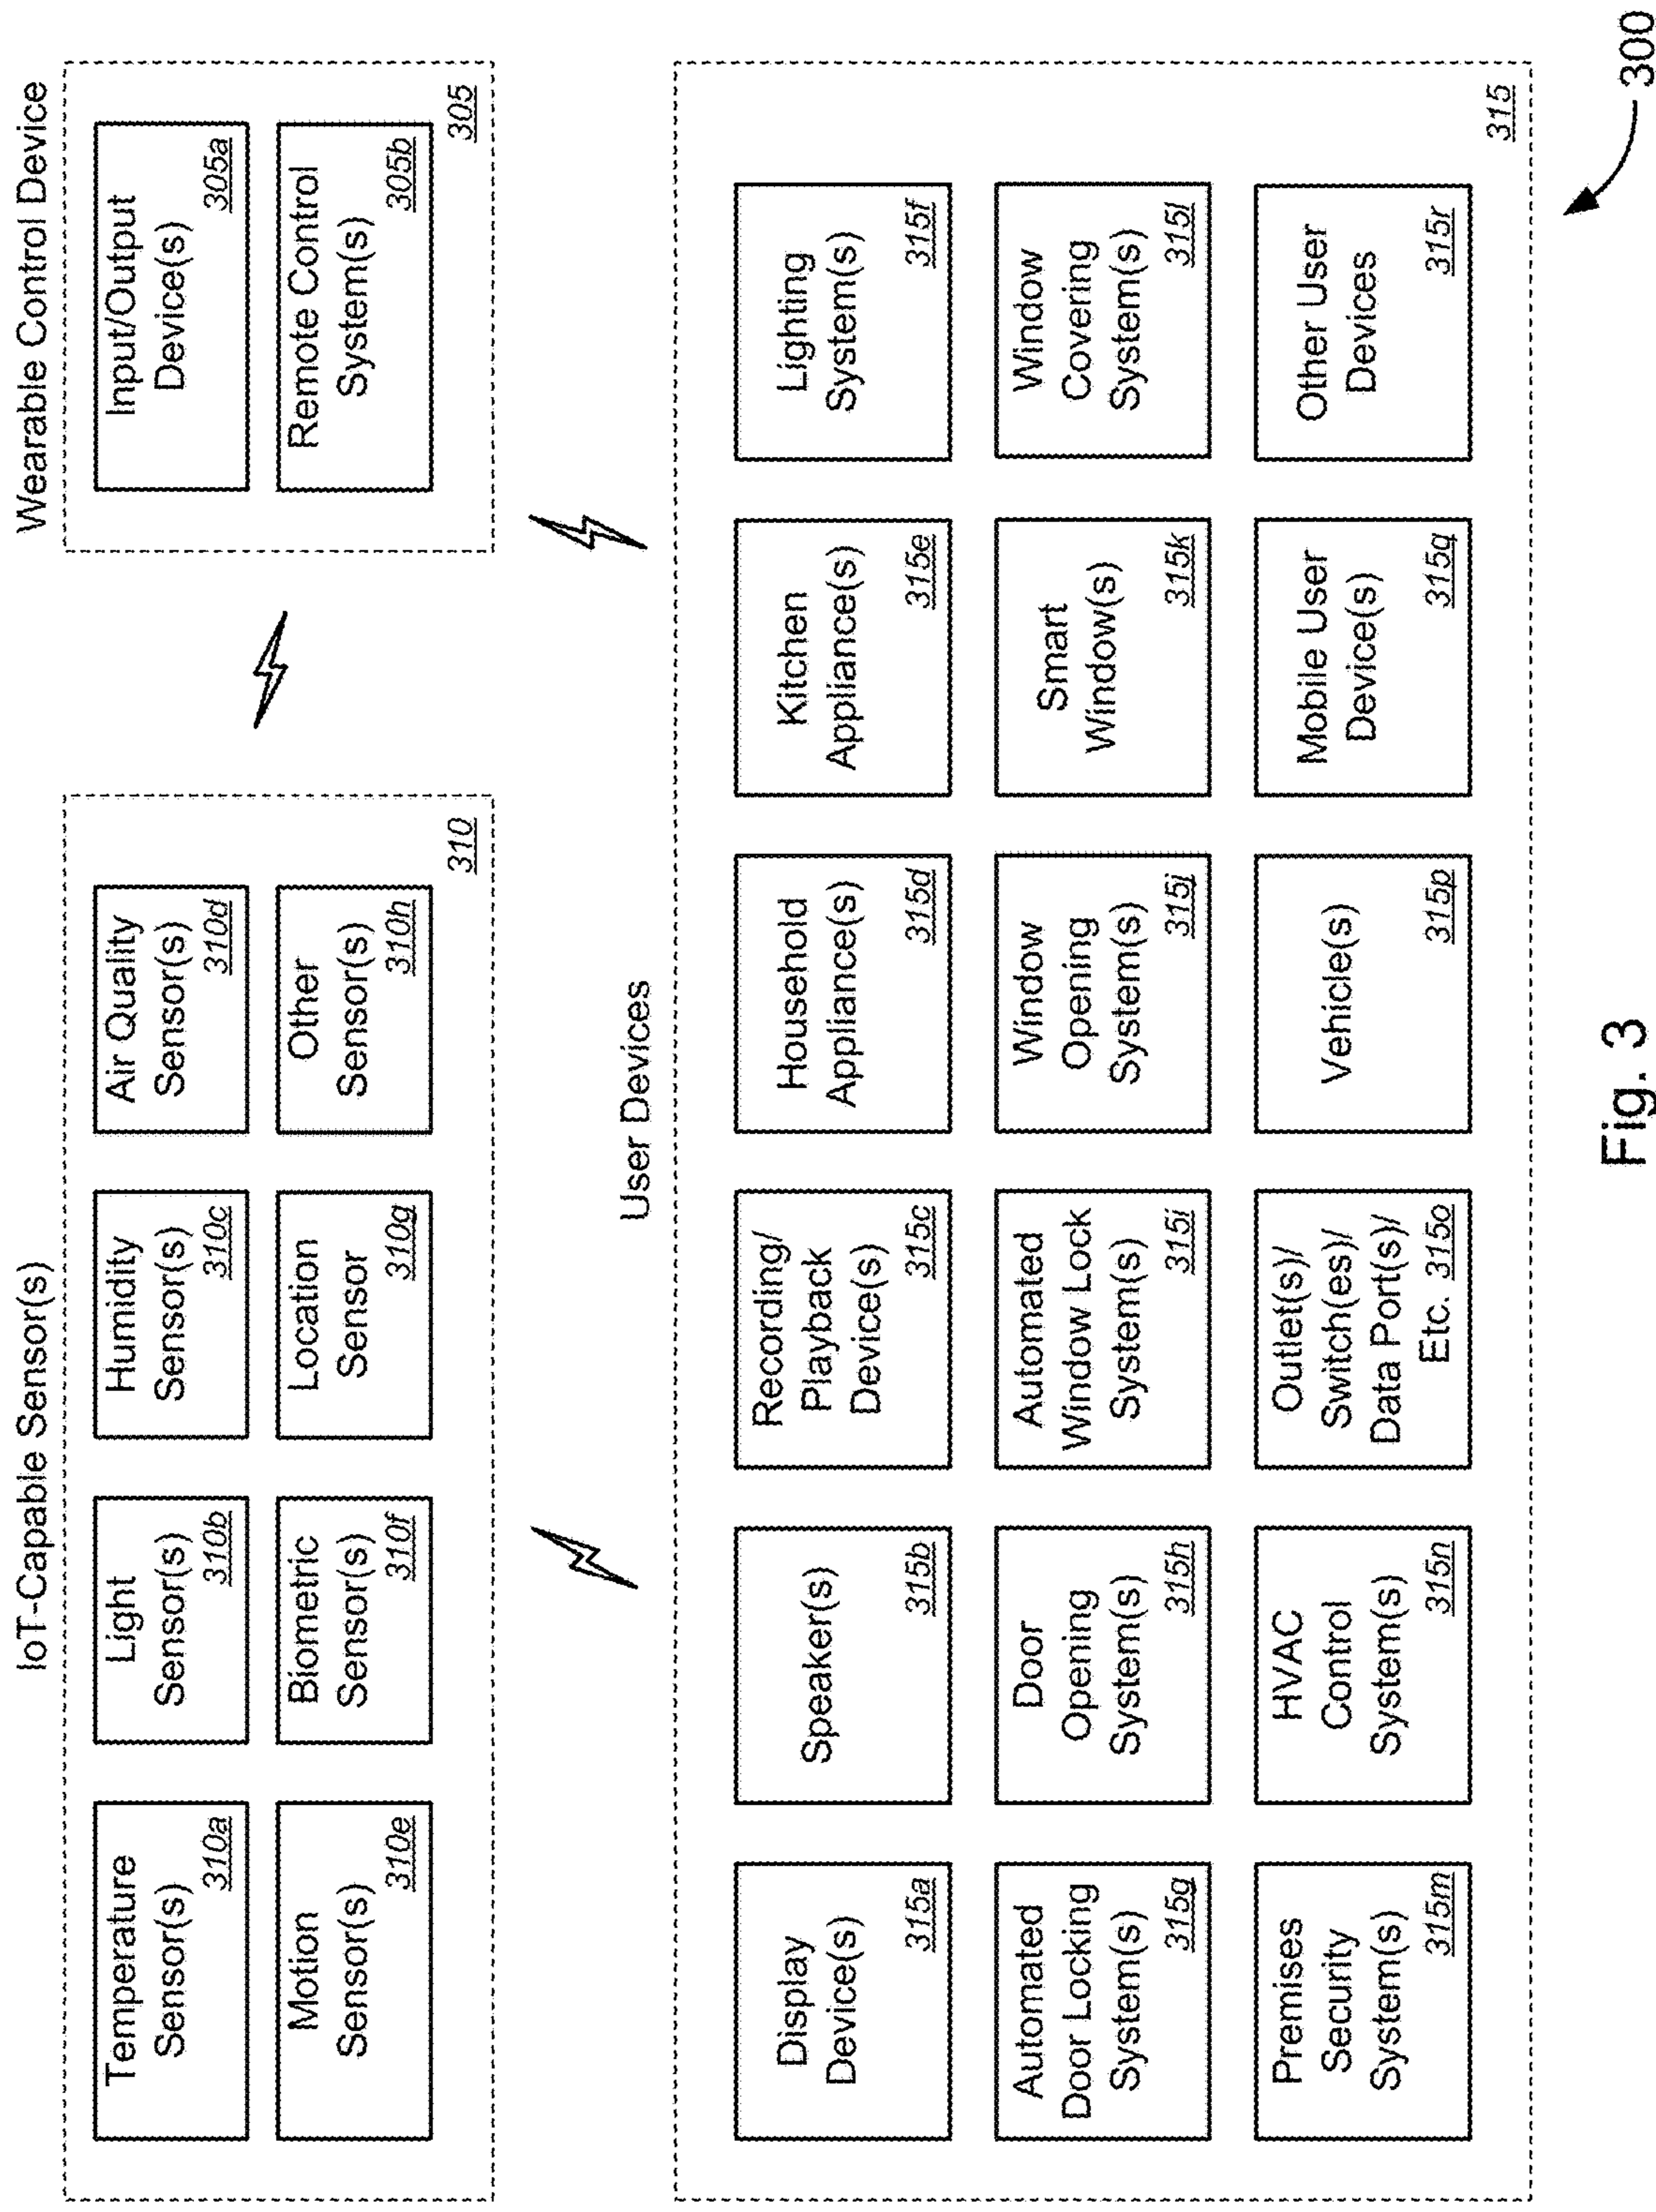 IoT-Capable Sensor(s)
Temperature
Sensor(s)
310a
Light
Sensor(s)
310b
Humidity
Sensor(s)
310c
Air Quality
Sensor(s)
310d
Motion
Sensor(s)
310e
Biometric
Sensor(s)
310f
Location
Sensor
310g
Other
Sensor(s)
310h
310
Wearable Control Device
Input/Output
Device(s)
305a
Remote Control
System(s)
305b
305
User Devices
Display
Device(s)
315a
Speaker(s)
315b
Recording/
Playback
Device(s)
315c
Household
Appliance(s)
315d
Kitchen
Appliance(s)
315e
Lighting
System(s)
315f
Automated
Door Locking
System(s)
315g
Door
Opening
System(s)
315h
Automated
Window Lock
System(s)
315i
Window
Opening
System(s)
315j
Smart
Window(s)
315k
Window
Covering
System(s)
315l
Premises
Security
System(s)
315m
HVAC
Control
System(s)
315n
Outlet(s)/
Switch(es)/
Data Port(s)/
Etc. 315o
Vehicle(s)
315p
Mobile User
Device(s)
315q
Other User
Devices
315r
315
300
Fig. 3